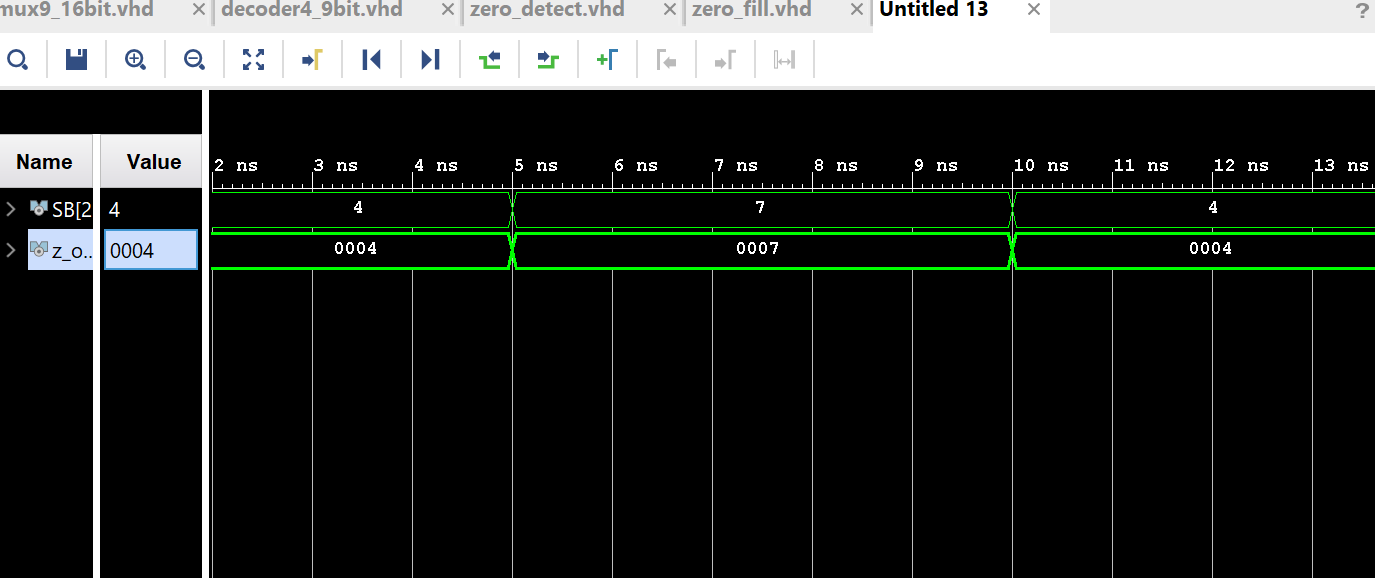 mux9_16bit.vhd × decoder4_9bit.vhd × zero_detect.vhd × zero_fill.vhd × Untitled 13 × ?
Name Value 2 ns 3 ns 4 ns 5 ns 6 ns 7 ns 8 ns 9 ns 10 ns 11 ns 12 ns 13 ns
SB[2 4 4 7 4
z_o.. 0004 0004 0007 0004